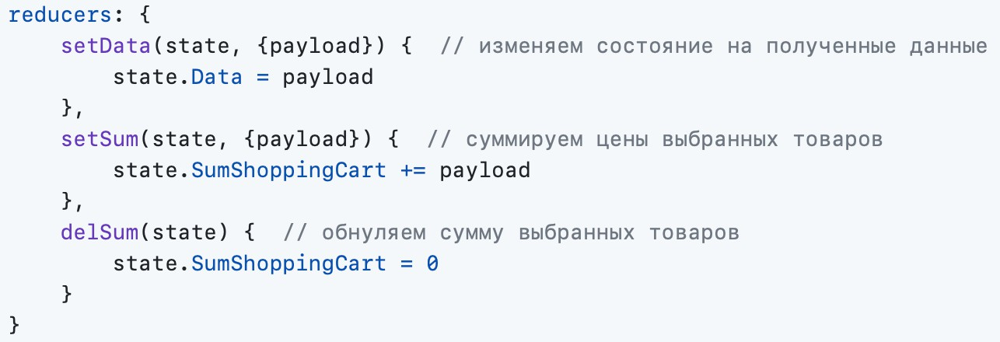 reducers: {
    setData(state, {payload}) {  // изменяем состояние на полученные данные
        state.Data = payload
    },
    setSum(state, {payload}) {  // суммируем цены выбранных товаров
        state.SumShoppingCart += payload
    },
    delSum(state) {  // обнуляем сумму выбранных товаров
        state.SumShoppingCart = 0
    }
}